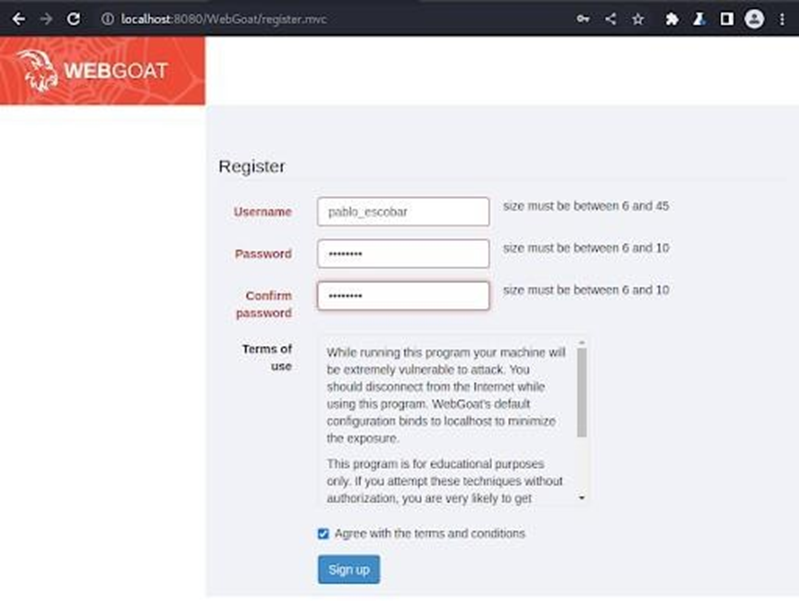 localhost:8080/WebGoat/register.mvc
WEBGOAT
Register
Username
pablo_escobar
size must be between 6 and 45
Password
••••••••
size must be between 6 and 10
Confirm
password
••••••••
size must be between 6 and 10
Terms of
use
While running this program your machine will
be extremely vulnerable to attack. You
should disconnect from the Internet while
using this program. WebGoat's default
configuration binds to localhost to minimize
the exposure.
This program is for educational purposes
only. If you attempt these techniques without
authorization, you are very likely to get
Agree with the terms and conditions
Sign up